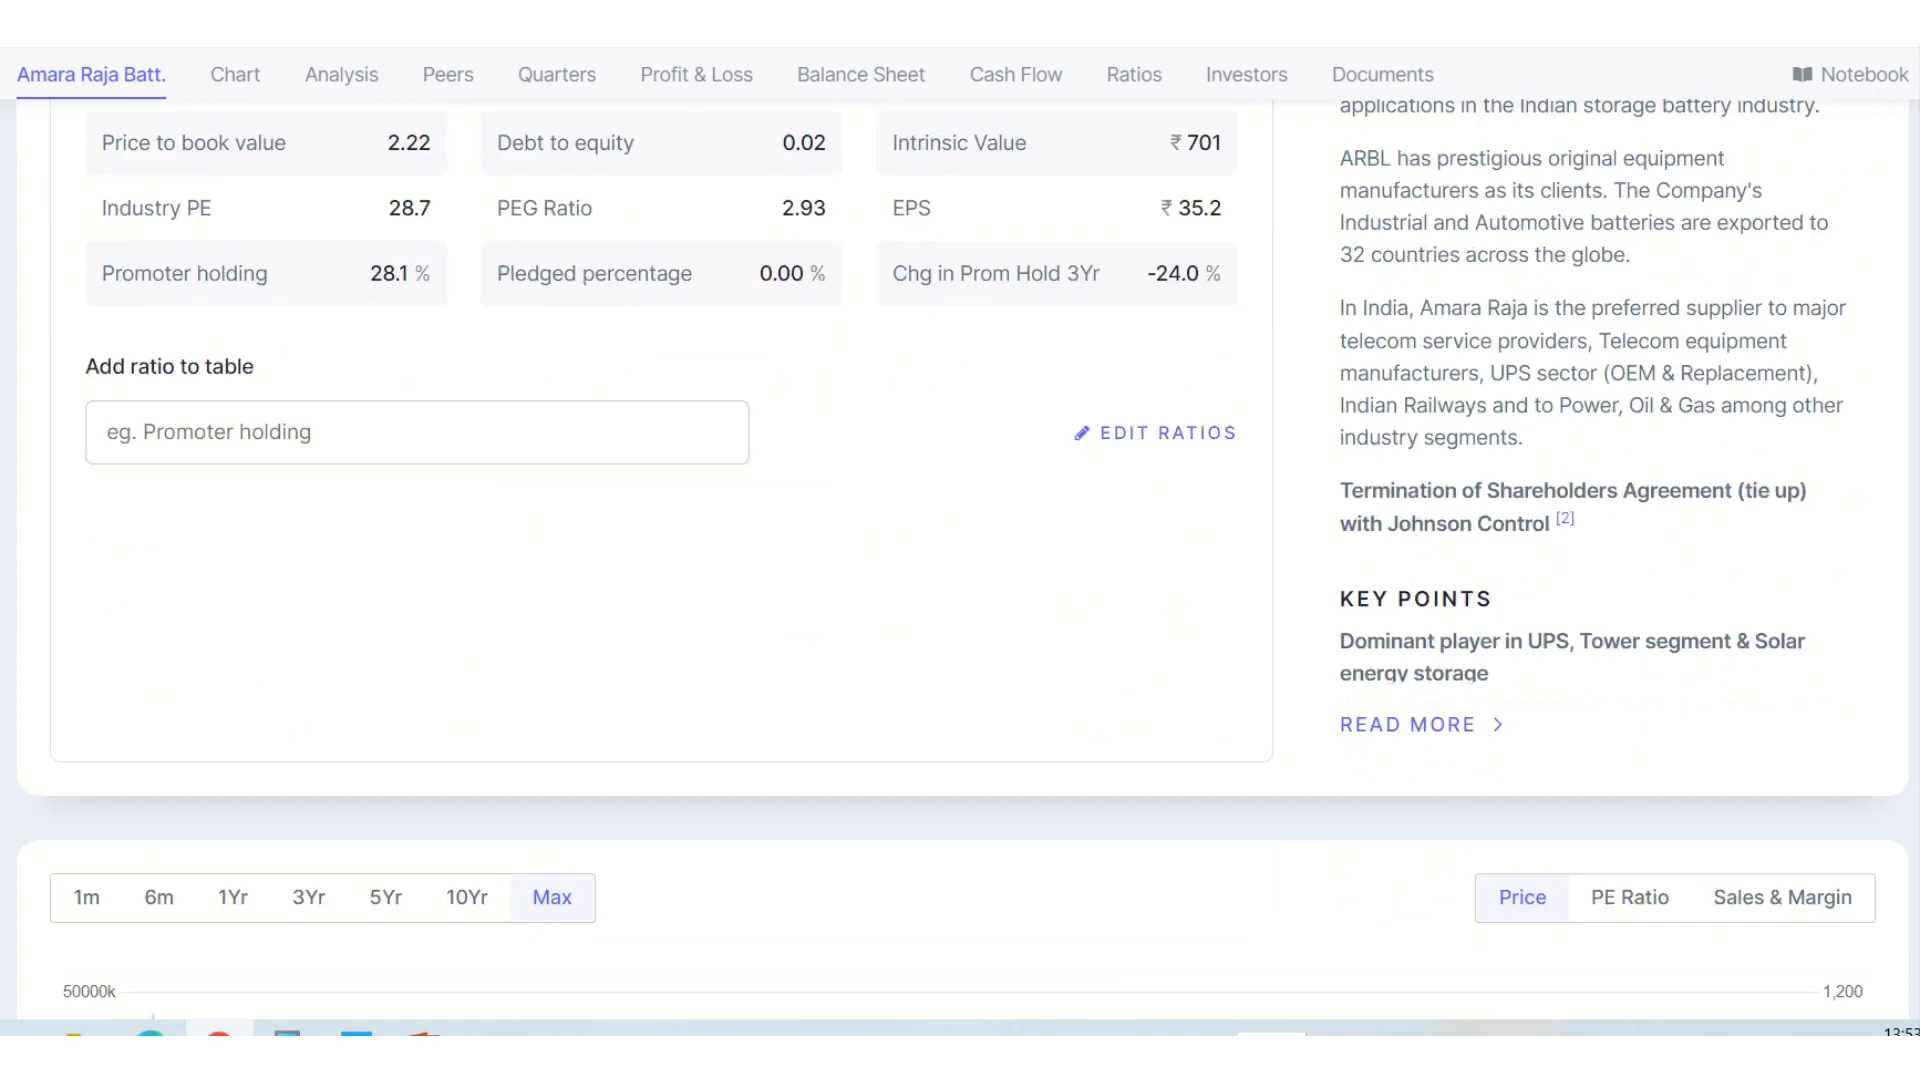 Amara Raja Batt. Chart Analysis Peers Quarters Profit & Loss Balance Sheet Cash Flow Ratios Investors Documents Notebook
Price to book value 2.22 Debt to equity 0.02 Intrinsic Value ₹ 701
Industry PE 28.7 PEG Ratio 2.93 EPS ₹ 35.2
Promoter holding 28.1 % Pledged percentage 0.00 % Chg in Prom Hold 3Yr -24.0 %
Add ratio to table
eg. Promoter holding
EDIT RATIOS
applications in the Indian storage battery industry.
ARBL has prestigious original equipment
manufacturers as its clients. The Company's
Industrial and Automotive batteries are exported to
32 countries across the globe.
In India, Amara Raja is the preferred supplier to major
telecom service providers, Telecom equipment
manufacturers, UPS sector (OEM & Replacement),
Indian Railways and to Power, Oil & Gas among other
industry segments.
Termination of Shareholders Agreement (tie up)
with Johnson Control [2]
KEY POINTS
Dominant player in UPS, Tower segment & Solar
energy storage
READ MORE
1m 6m 1Yr 3Yr 5Yr 10Yr Max Price PE Ratio Sales & Margin
50000k 1,200
13:53